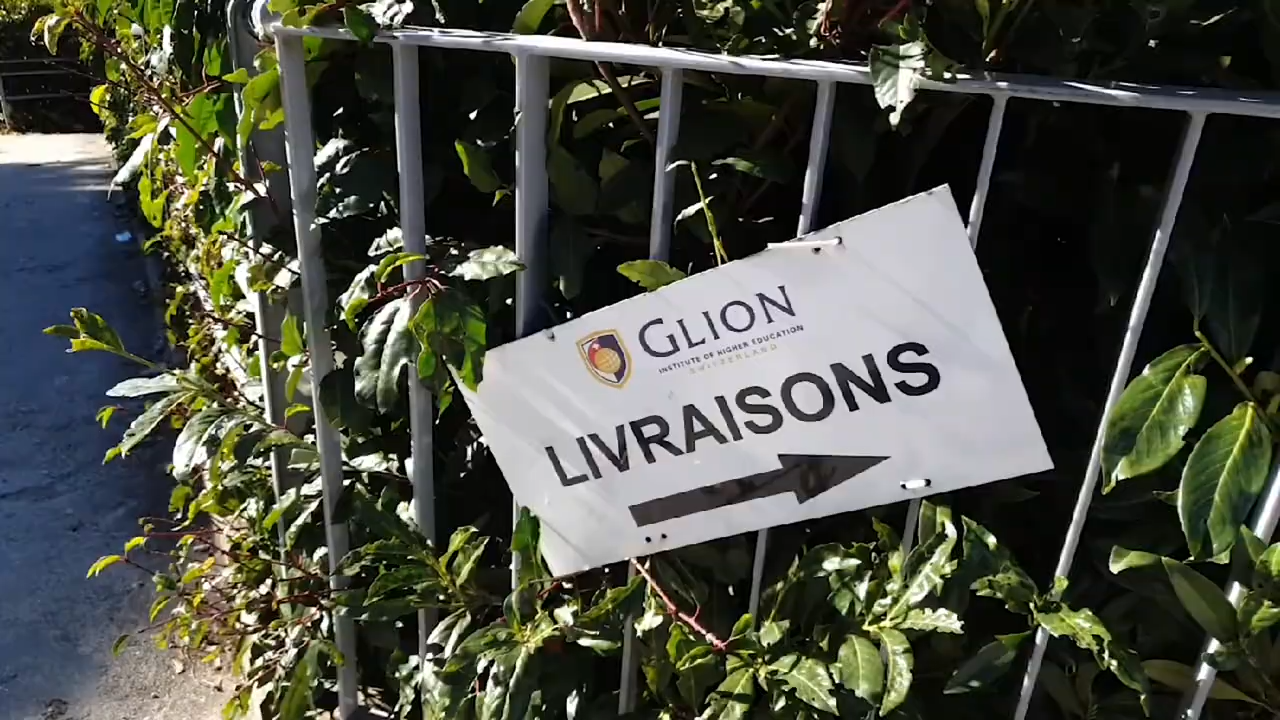 GLION
INSTITUTE OF HIGHER EDUCATION
SWITZERLAND
LIVRAISONS